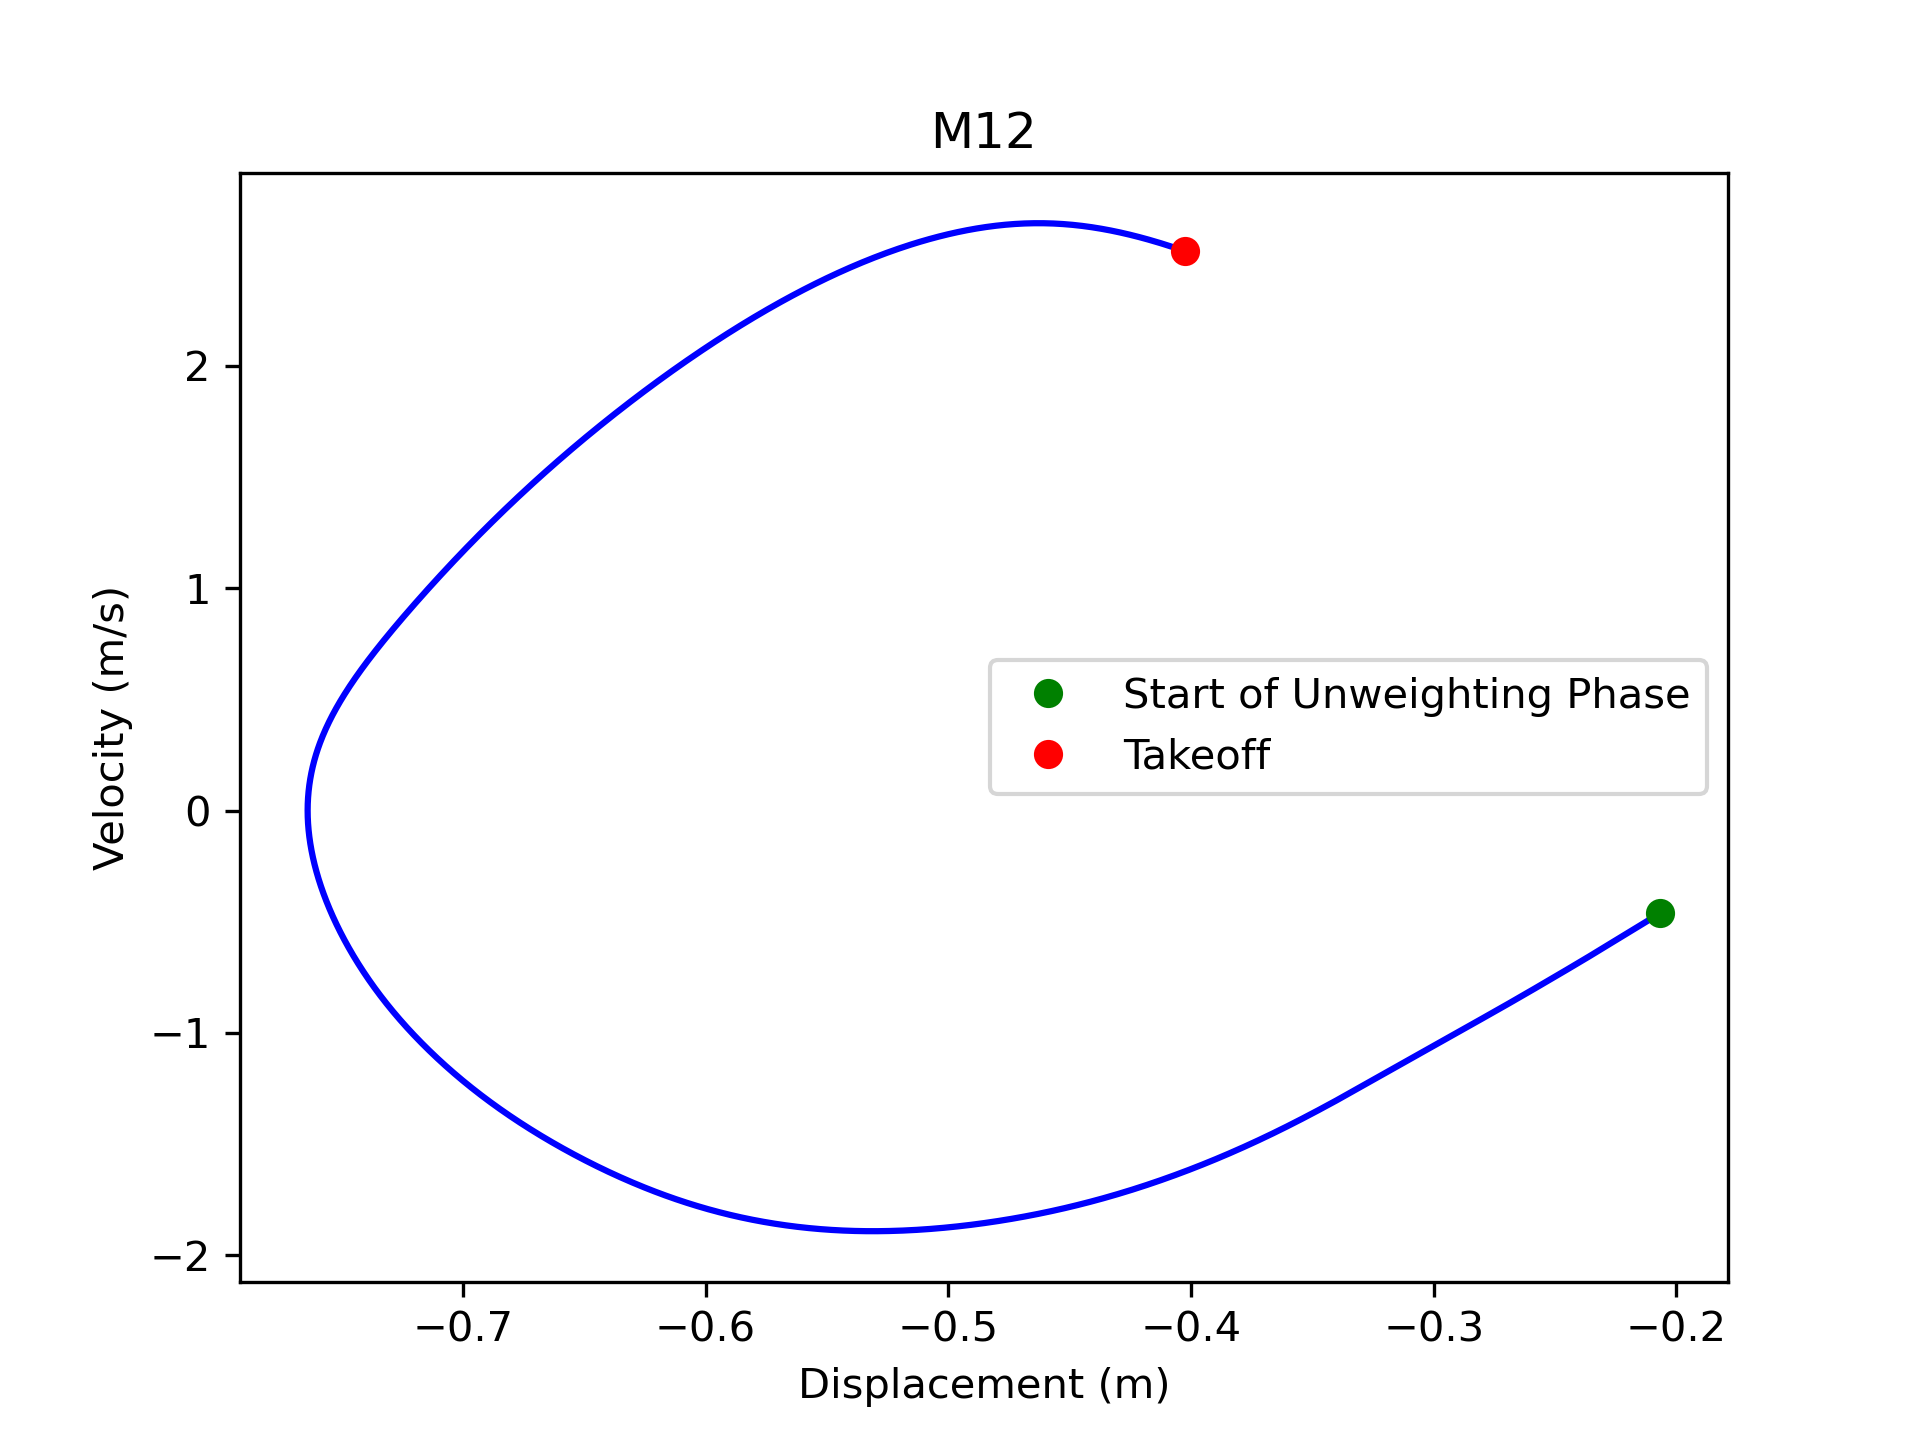 M12
Velocity (m/s)
2
1
0
−1
−2
Start of Unweighting Phase
Takeoff
−0.7 −0.6 −0.5 −0.4 −0.3 −0.2
Displacement (m)